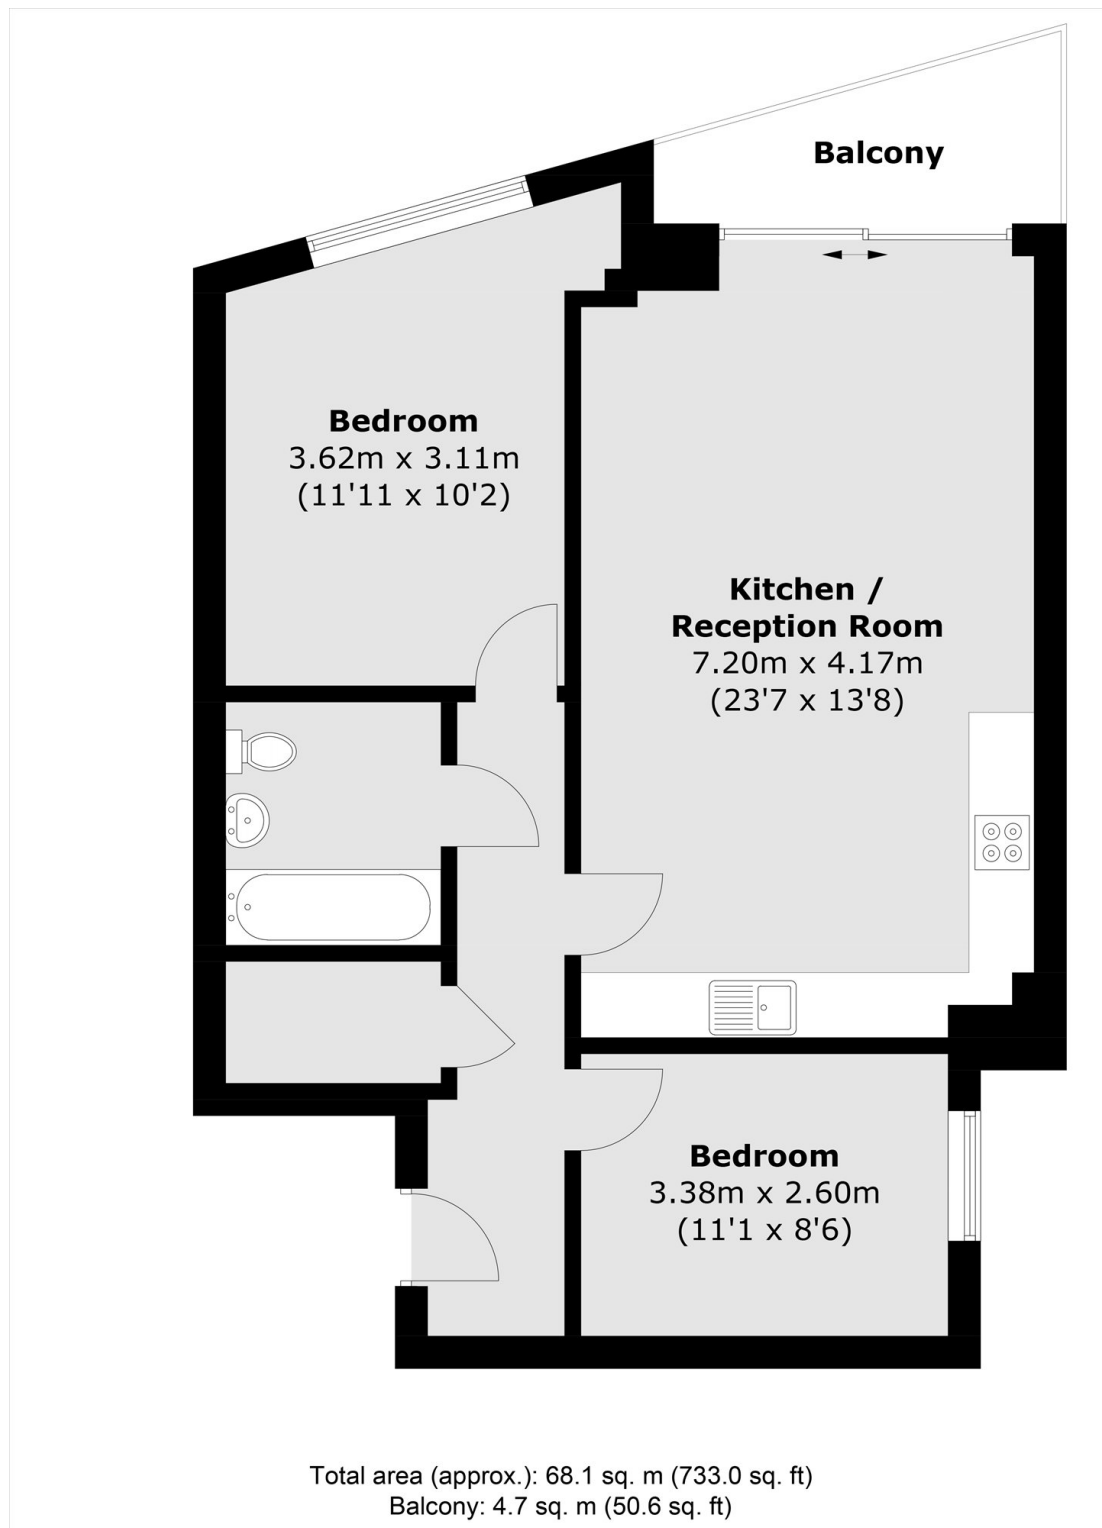 Balcony
Bedroom
3.62m x 3.11m
(11'11 x 10'2)
Kitchen /
Reception Room
7.20m x 4.17m
(23'7 x 13'8)
Bedroom
3.38m x 2.60m
(11'1 x 8'6)
Total area (approx.): 68.1 sq. m (733.0 sq. ft)
Balcony: 4.7 sq. m (50.6 sq. ft)